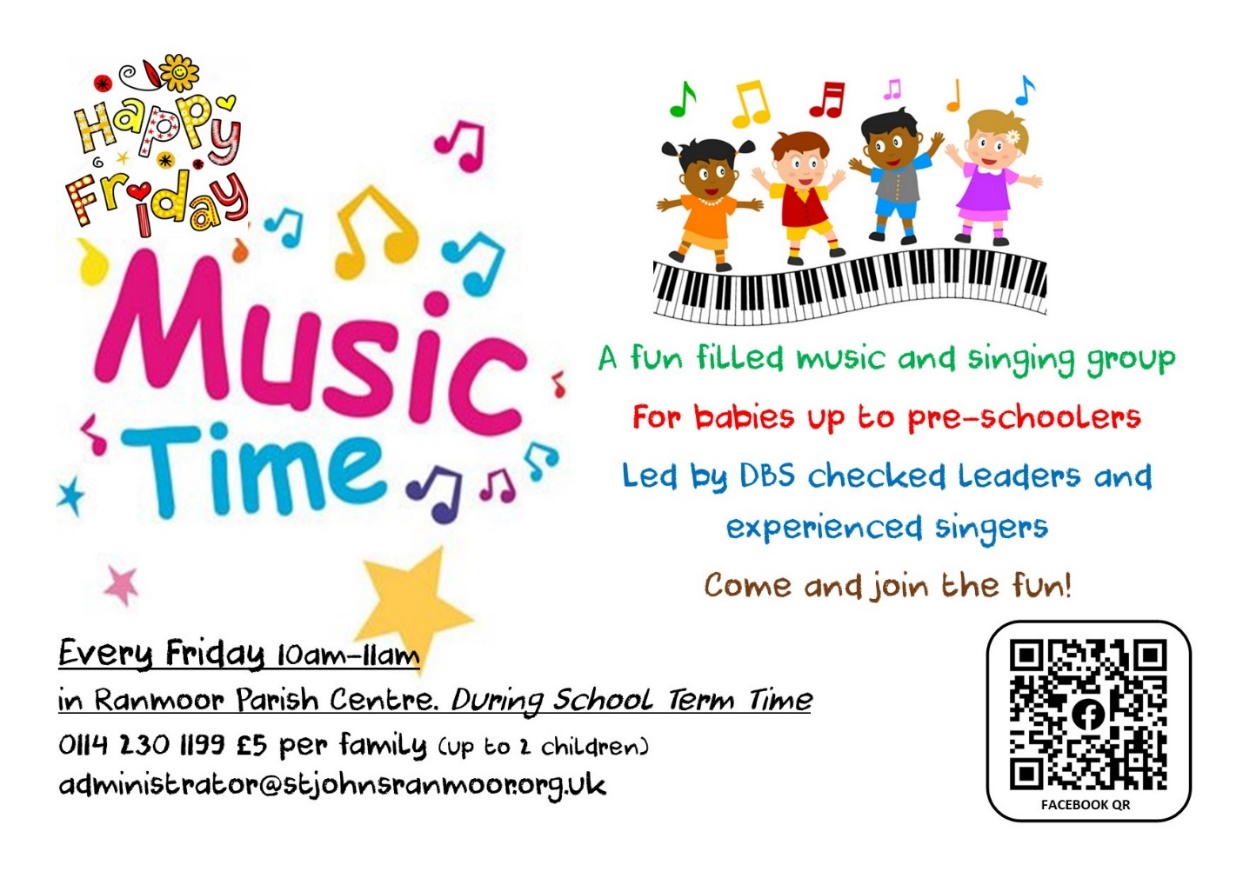 Happy
Friday
Music
Time
A fun filled music and singing group
For babies up to pre-schoolers
Led by DBS checked leaders and
experienced singers
Come and join the fun!
Every Friday 10am-11am
in Ranmoor Parish Centre. During School Term Time
0114 230 1199 £5 per family (up to 2 children)
administrator@stjohnsranmoor.org.uk
FACEBOOK QR